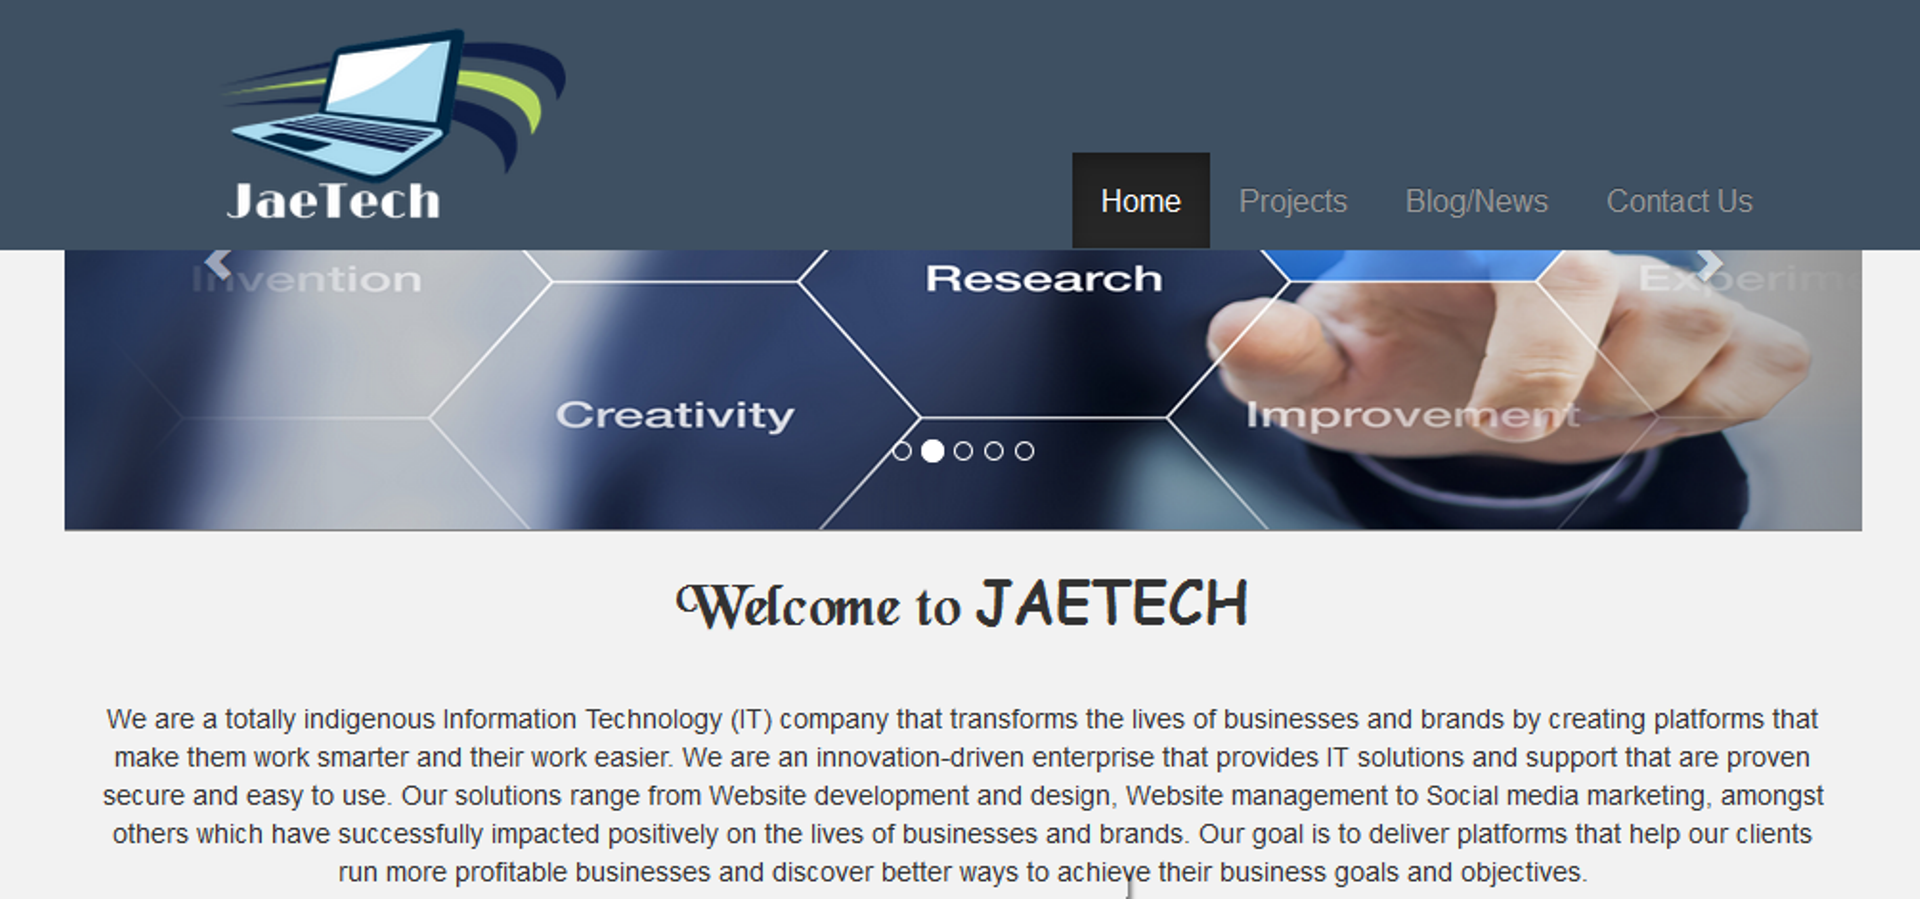 JaeTech
Home Projects Blog/News Contact Us
Invention Research
Creativity Improvement
Welcome to JAETECH
We are a totally indigenous Information Technology (IT) company that transforms the lives of businesses and brands by creating platforms that
make them work smarter and their work easier. We are an innovation-driven enterprise that provides IT solutions and support that are proven
secure and easy to use. Our solutions range from Website development and design, Website management to Social media marketing, amongst
others which have successfully impacted positively on the lives of businesses and brands. Our goal is to deliver platforms that help our clients
run more profitable businesses and discover better ways to achieve their business goals and objectives.